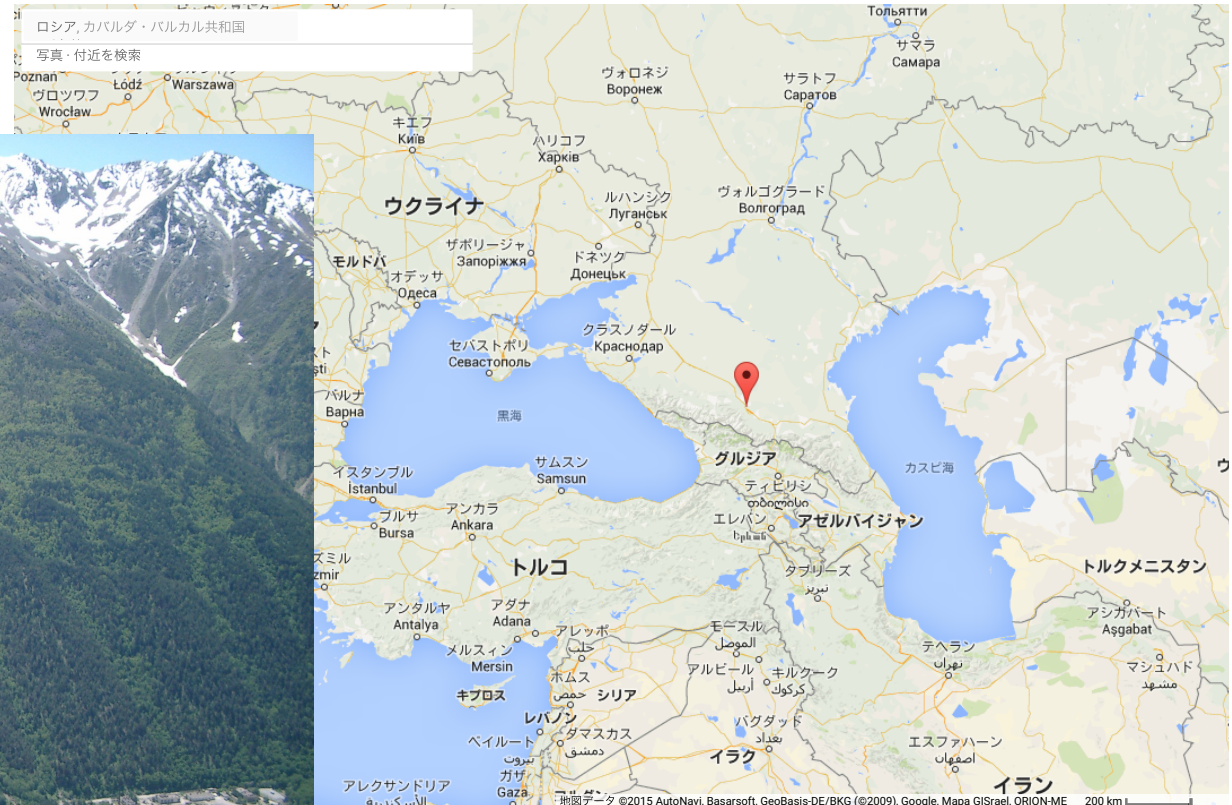 ロシア, カバルダ・バルカル共和国
写真 · 付近を検索
Тольятти
サマラ
Самара
Poznań
Łódź
Warszawa
ヴロツワフ
Wrocław
ヴォロネジ
Воронеж
サラトフ
Саратов
キエフ
Київ
ハリコフ
Харків
ルハンシク
Луганськ
ヴォルゴグラード
Волгоград
ウクライナ
ザポリージャ
Запоріжжя
ドネツク
Донецьк
モルドバ
オデッサ
Одеса
クラスノダール
Краснодар
セバストポリ
Севастополь
バルナ
Варна
黒海
グルジア
カスピ海
イスタンブル
İstanbul
サムスン
Samsun
ティビリシ
თბილისი
アンカラ
Ankara
ブルサ
Bursa
エレバン
Երևան
アゼルバイジャン
トルコ
タブリーズ
تبریز
トルクメニスタン
アンタルヤ
Antalya
アダナ
Adana
アシガバート
Aşgabat
アレッポ
حلب
モースル
الموصل
メルスィン
Mersin
テヘラン
تهران
アルビール
أربيل
キルクーク
كركوك
マシュハド
مشهد
ホムス
حمص
キプロス
シリア
レバノン
ダマスカス
دمشق
バグダッド
بغداد
ベイルート
بيروت
イラク
エスファハーン
اصفهان
ガザ
Gaza
アレクサンドリア
イラン
地図データ ©2015 AutoNavi, Basarsoft, GeoBasis-DE/BKG (©2009), Google, Mapa GISrael, ORION-ME 200 km